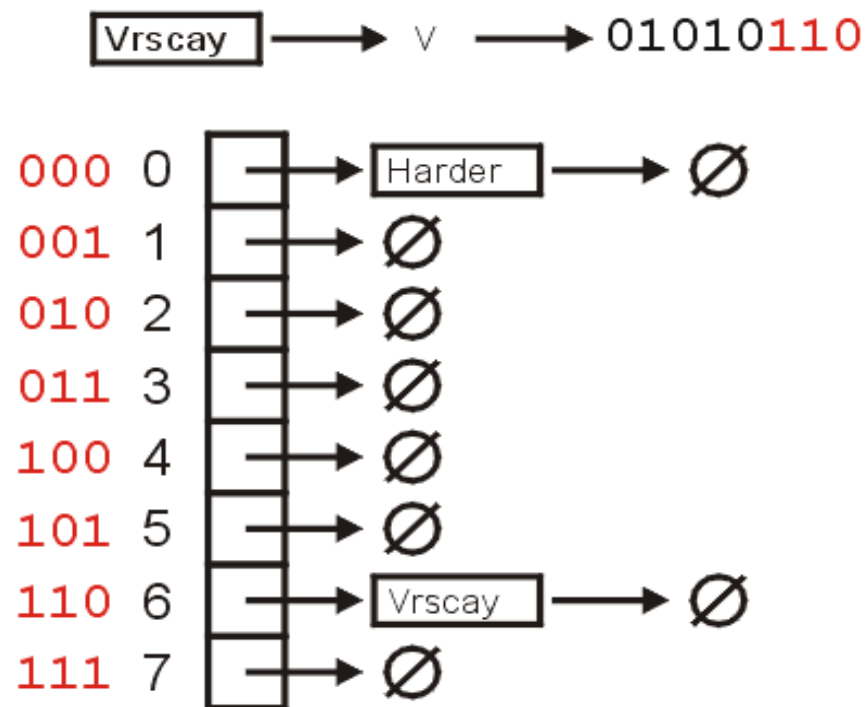 Vrscay V 01010110
000 0 Harder Ø
001 1 Ø
010 2 Ø
011 3 Ø
100 4 Ø
101 5 Ø
110 6 Vrscay Ø
111 7 Ø